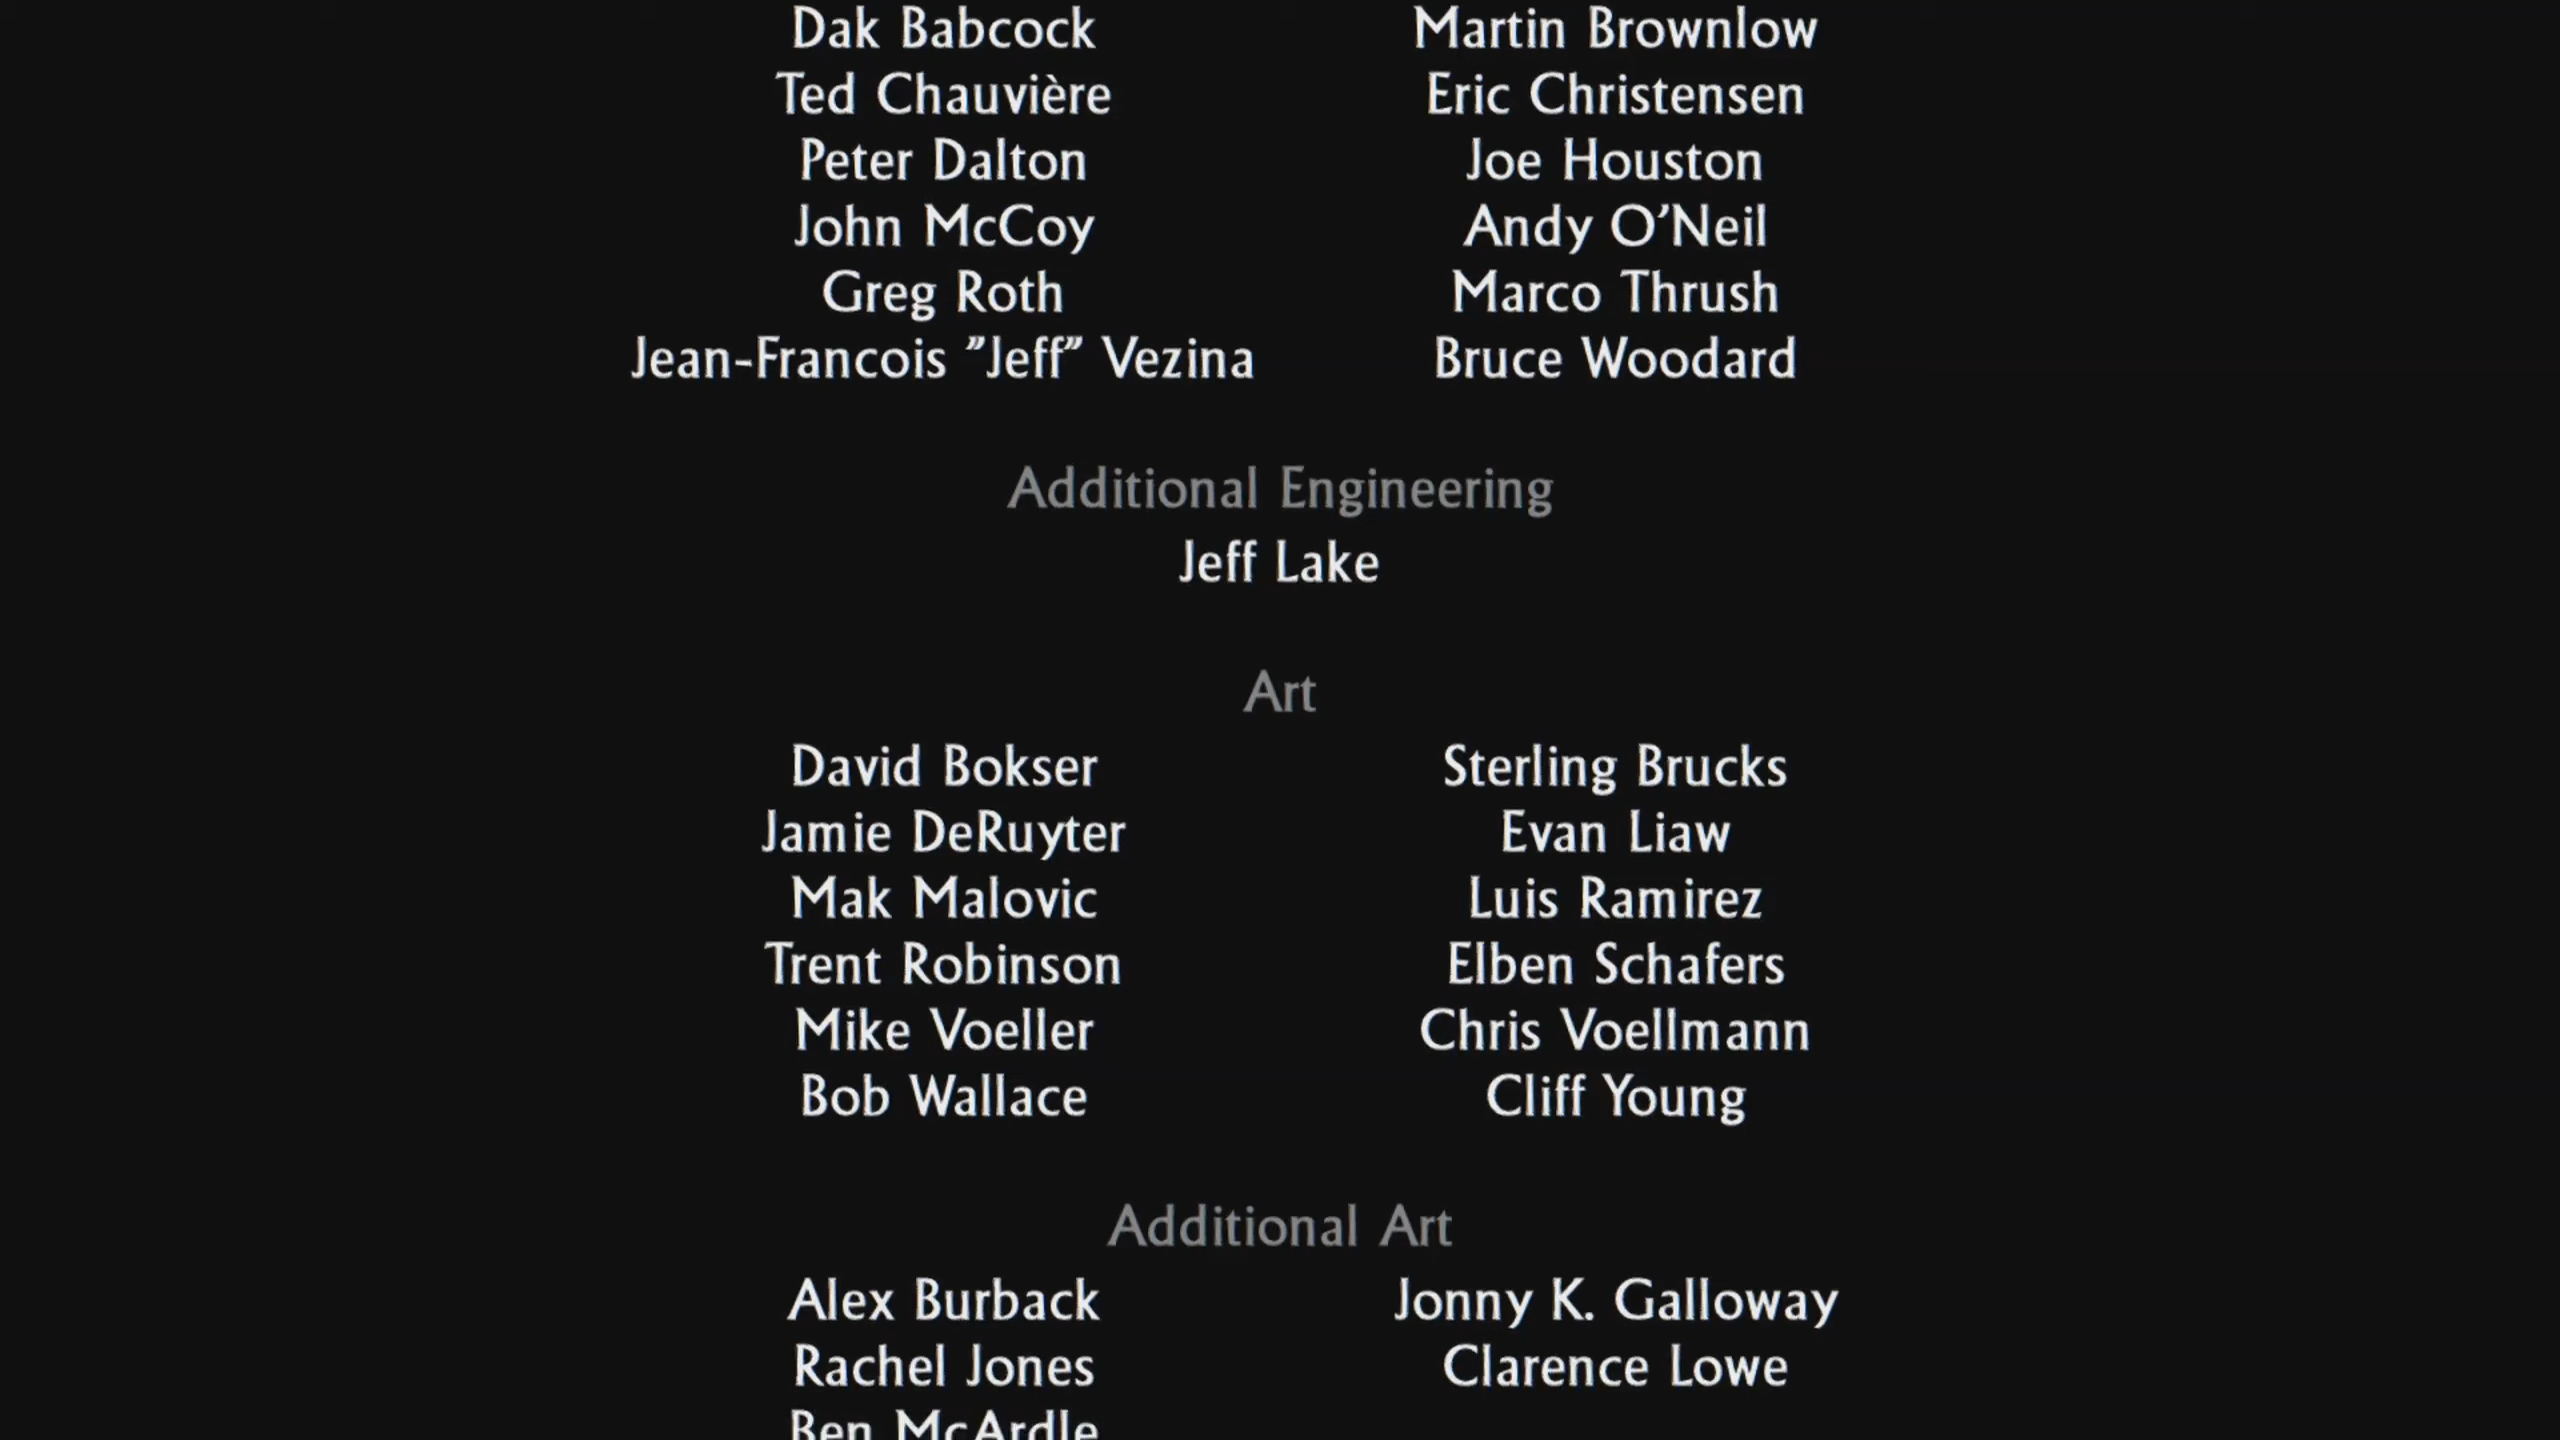 Dak Babcock Martin Brownlow
Ted Chauvière Eric Christensen
Peter Dalton Joe Houston
John McCoy Andy O'Neil
Greg Roth Marco Thrush
Jean-Francois "Jeff" Vezina Bruce Woodard
Additional Engineering
Jeff Lake
Art
David Bokser Sterling Brucks
Jamie DeRuyter Evan Liaw
Mak Malovic Luis Ramirez
Trent Robinson Elben Schafers
Mike Voeller Chris Voellmann
Bob Wallace Cliff Young
Additional Art
Alex Burback Jonny K. Galloway
Rachel Jones Clarence Lowe
Ben McArdle